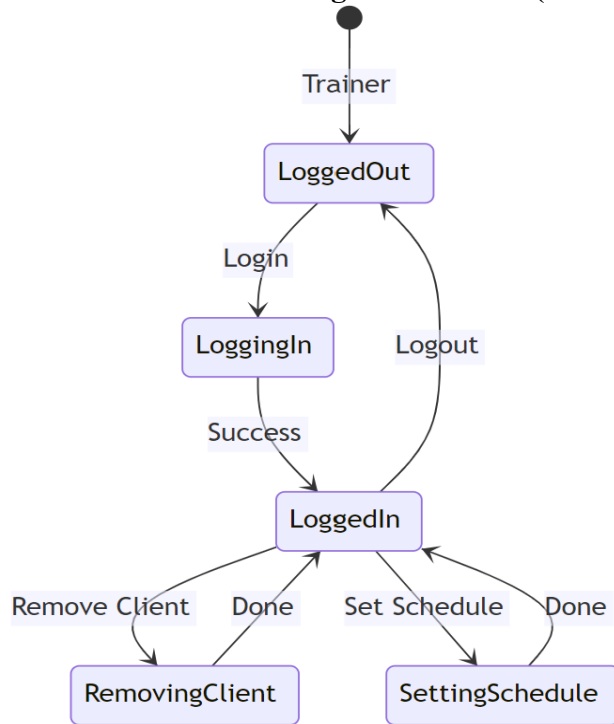 Trainer
LoggedOut
Login
LoggingIn
Logout
Success
LoggedIn
Remove Client
Done
Set Schedule
Done
RemovingClient
SettingSchedule